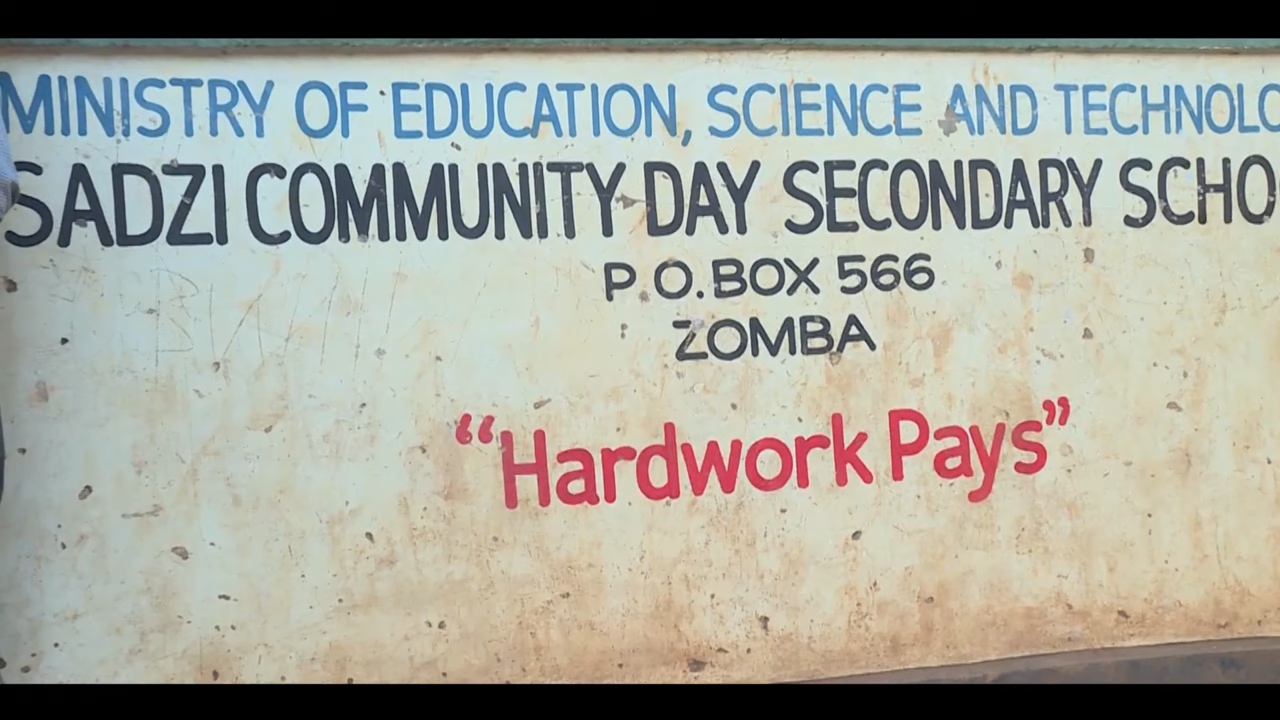 MINISTRY OF EDUCATION, SCIENCE AND TECHNOLO
SADZI COMMUNITY DAY SECONDARY SCHO
P.O.BOX 566
ZOMBA
“Hardwork Pays”